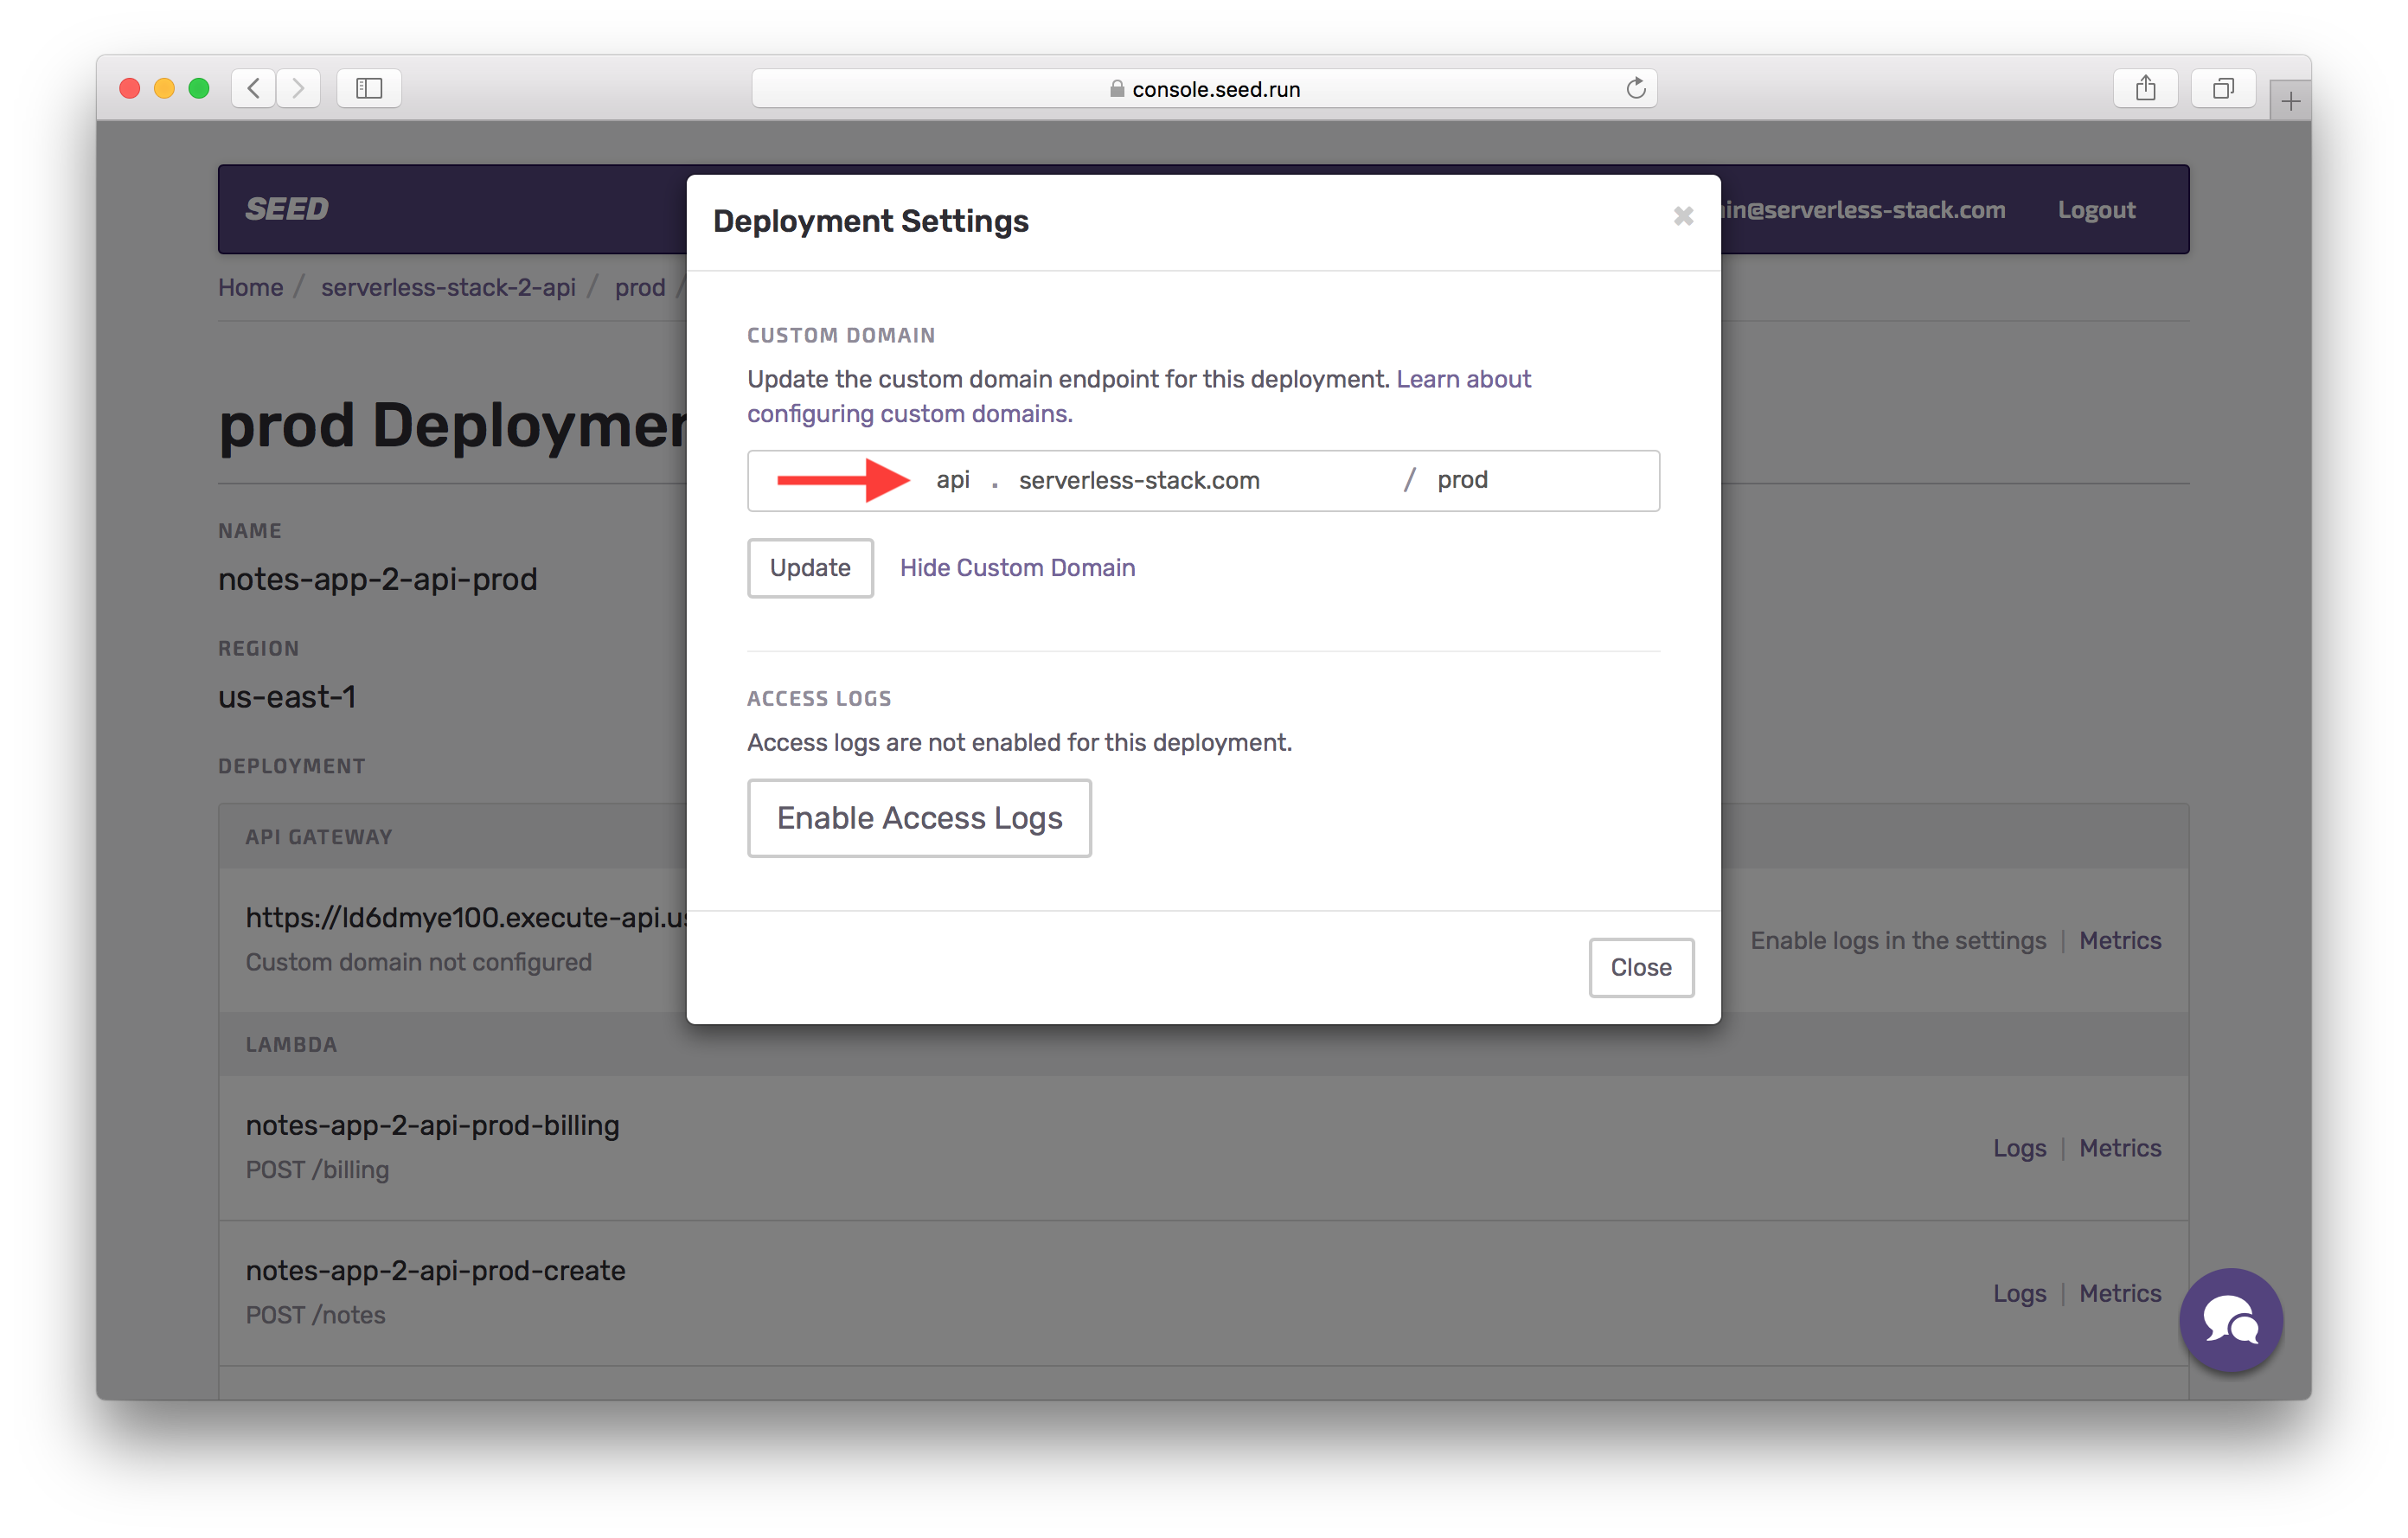 console.seed.run
SEED
in@serverless-stack.com Logout
Home / serverless-stack-2-api / prod /
prod Deploymen
NAME
notes-app-2-api-prod
REGION
us-east-1
DEPLOYMENT
API GATEWAY
https://ld6dmye100.execute-api.us
Custom domain not configured
Enable logs in the settings | Metrics
LAMBDA
notes-app-2-api-prod-billing
POST /billing
Logs | Metrics
notes-app-2-api-prod-create
POST /notes
Logs | Metrics
Deployment Settings
CUSTOM DOMAIN
Update the custom domain endpoint for this deployment. Learn about
configuring custom domains.
api . serverless-stack.com / prod
Update Hide Custom Domain
ACCESS LOGS
Access logs are not enabled for this deployment.
Enable Access Logs
Close